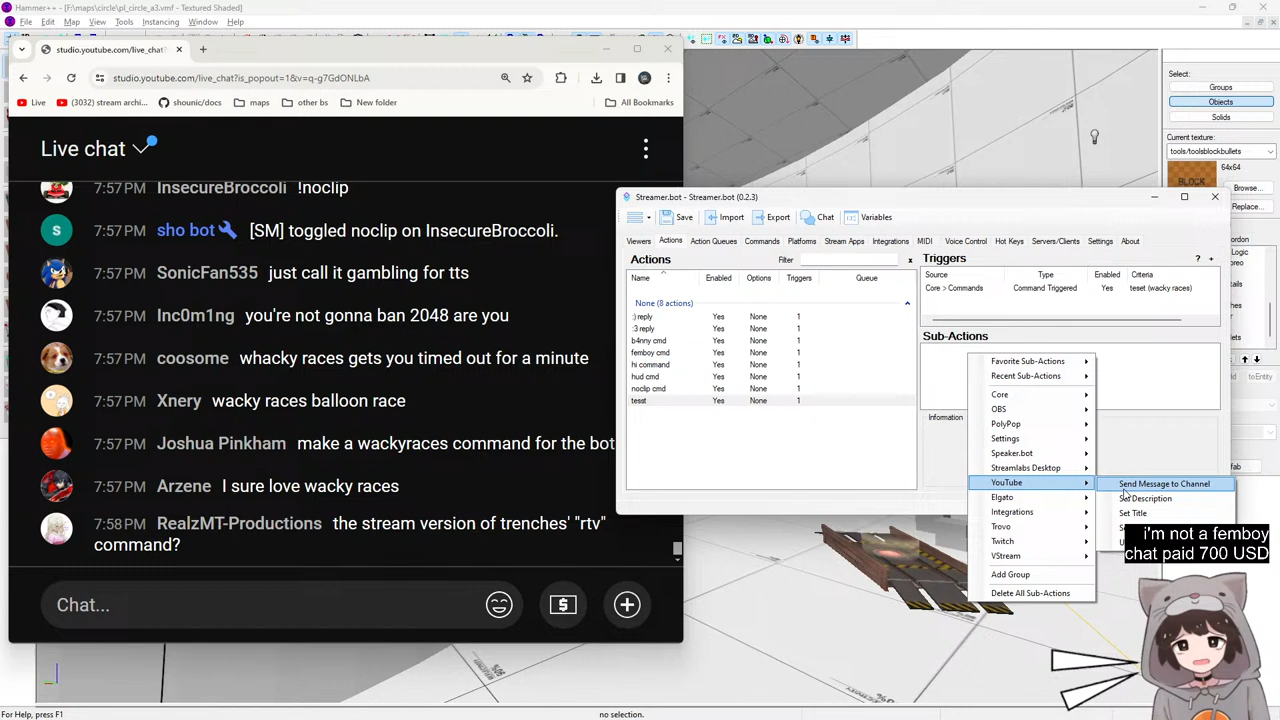 Hammer++ - [F:\maps\circle\pl_circle_a3.vmf - Textured Shaded]
File Edit Map View Tools Instancing Window Help
studio.youtube.com/live_chat?
studio.youtube.com/live_chat?is_popout=1&v=q-g7GdONLbA
Live (3032) stream archi... shounic/docs maps other bs New folder All Bookmarks
Live chat
7:57 PM InsecureBroccoli !noclip
S 7:57 PM sho bot [SM] toggled noclip on InsecureBroccoli.
7:57 PM SonicFan535 just call it gambling for tts
7:57 PM Inc0m1ng you're not gonna ban 2048 are you
7:57 PM coosome whacky races gets you timed out for a minute
7:57 PM Xnery wacky races balloon race
7:57 PM Joshua Pinkham make a wackyraces command for the bot
7:57 PM Arzene I sure love wacky races
7:58 PM RealzMT-Productions the stream version of trenches' "rtv"
command?
Chat...
Streamer.bot - Streamer.bot (0.2.3)
Save Import Export Chat Variables
Viewers Actions Action Queues Commands Platforms Stream Apps Integrations MIDI Voice Control Hot Keys Servers/Clients Settings About
Actions Filter x
Name Enabled Options Triggers Queue
None (8 actions)
:) reply Yes None 1
:3 reply Yes None 1
b4nny cmd Yes None 1
femboy cmd Yes None 1
hi command Yes None 1
hud cmd Yes None 1
noclip cmd Yes None 1
tesst Yes None 1
Triggers ? +
Source Type Enabled Criteria
Core > Commands Command Triggered Yes teset (wacky races)
Sub-Actions
Information
Favorite Sub-Actions
Recent Sub-Actions
Core
OBS
PolyPop
Settings
Speaker.bot
Streamlabs Desktop
YouTube
Elgato
Integrations
Trovo
Twitch
VStream
Add Group
Delete All Sub-Actions
Send Message to Channel
Set Description
Set Title
i'm not a femboy
chat paid 700 USD
Select:
Groups
Objects
Solids
Current texture:
tools/toolsblockbullets
64x64
BLOCK
Browse...
Replace...
For Help, press F1
no selection.